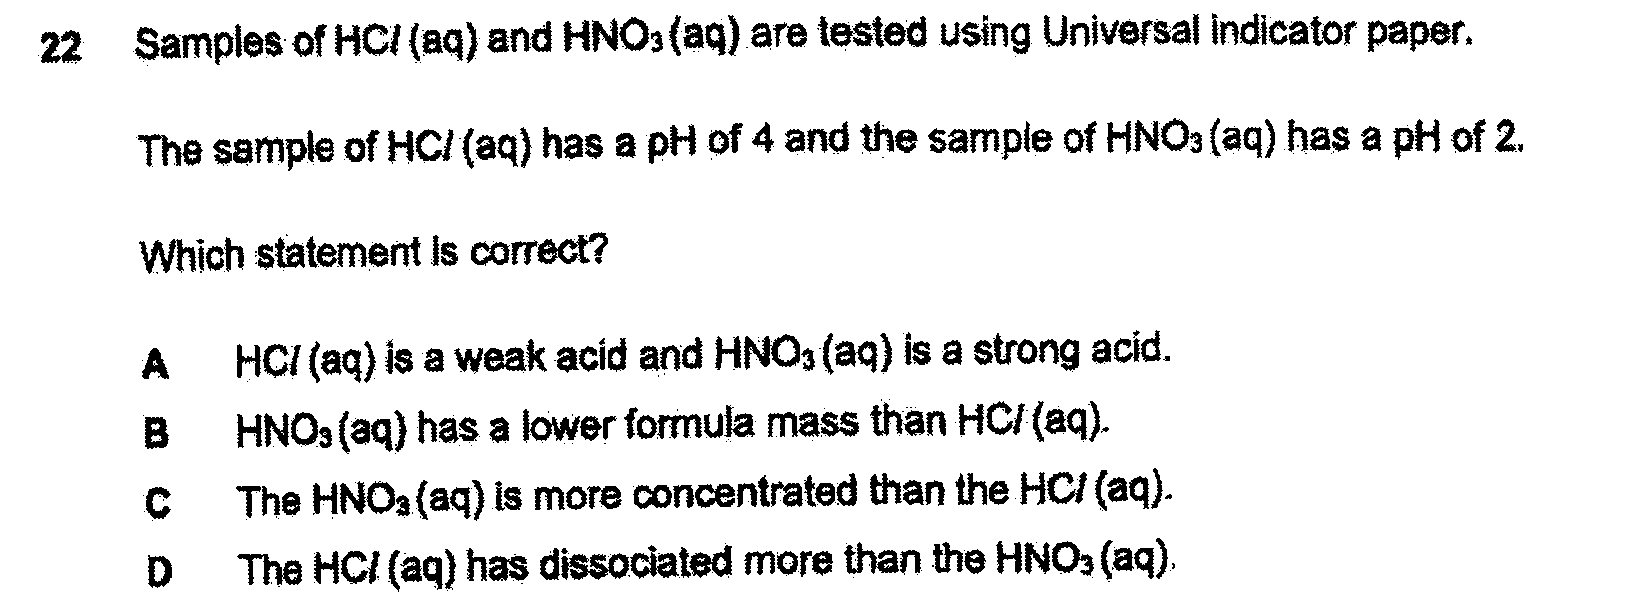 22 Samples of HCl (aq) and HNO₃ (aq) are tested using Universal Indicator paper.
The sample of HCl (aq) has a pH of 4 and the sample of HNO₃ (aq) has a pH of 2.
Which statement is correct?
A HCl (aq) is a weak acid and HNO₃ (aq) is a strong acid.
B HNO₃ (aq) has a lower formula mass than HCl (aq).
C The HNO₃ (aq) is more concentrated than the HCl (aq).
D The HCl (aq) has dissociated more than the HNO₃ (aq).